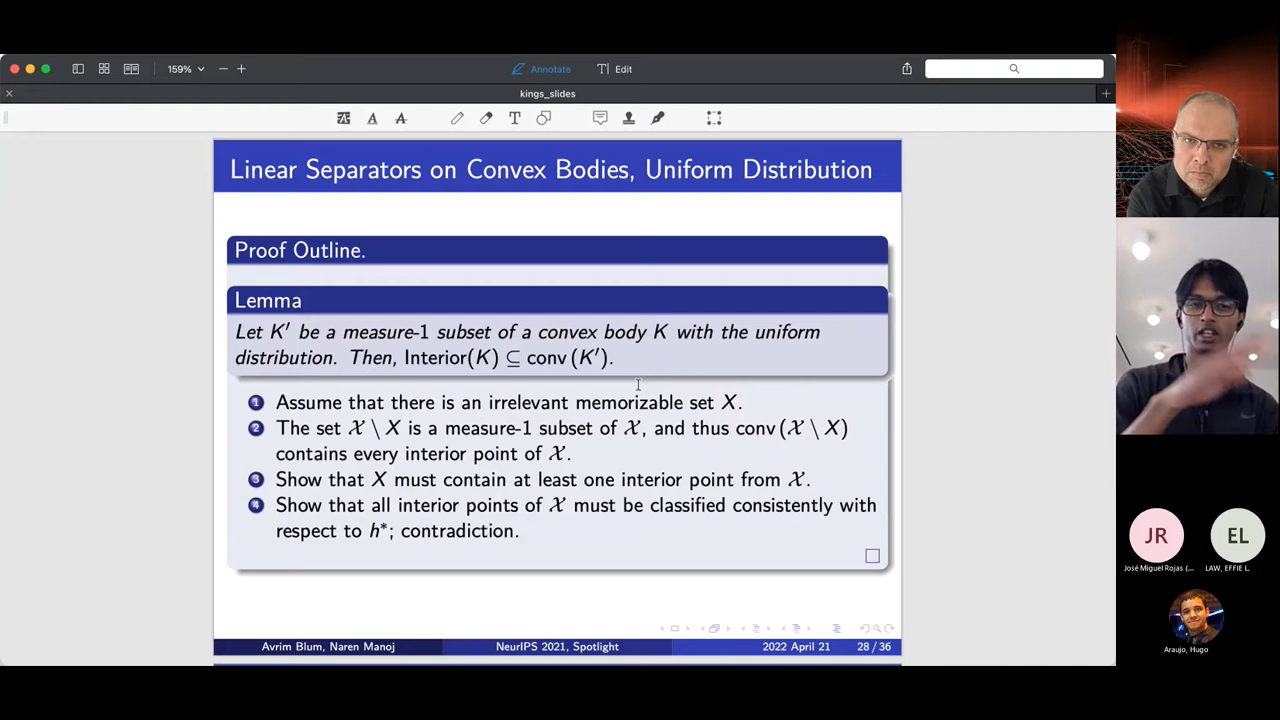 159%
Annotate
Edit
kings_slides
Linear Separators on Convex Bodies, Uniform Distribution
Proof Outline.
Lemma
Let K′ be a measure-1 subset of a convex body K with the uniform
distribution. Then, Interior(K) ⊆ conv(K′).
1 Assume that there is an irrelevant memorizable set X.
2 The set 𝒳 \ X is a measure-1 subset of 𝒳, and thus conv(𝒳 \ X)
contains every interior point of 𝒳.
3 Show that X must contain at least one interior point from 𝒳.
4 Show that all interior points of 𝒳 must be classified consistently with
respect to h*; contradiction.
Avrim Blum, Naren Manoj
NeurIPS 2021, Spotlight
2022 April 21
28 / 36
JR
José Miguel Rojas (...
EL
LAW, EFFIE L.
Araujo, Hugo